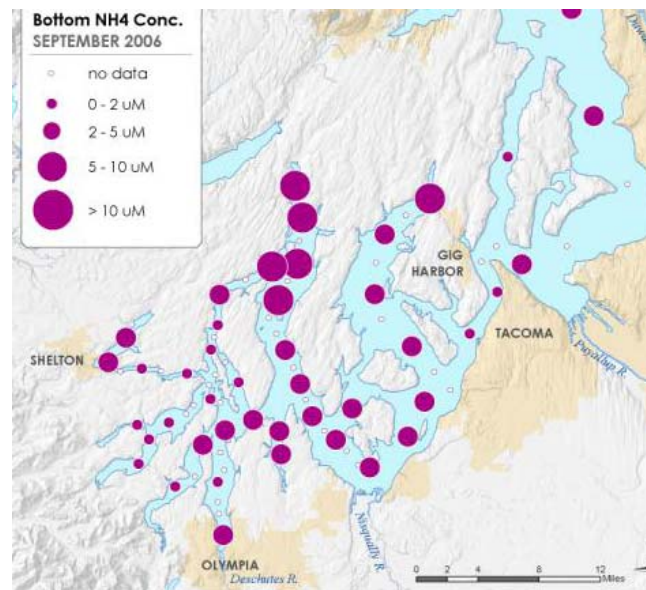 Bottom NH4 Conc.
SEPTEMBER 2006
no data
0 - 2 uM
2 - 5 uM
5 - 10 uM
> 10 uM
GIG
HARBOR
TACOMA
Puyallup R.
SHELTON
Nisqually R.
OLYMPIA
Deschutes R.
0 2 4 8 12
Miles